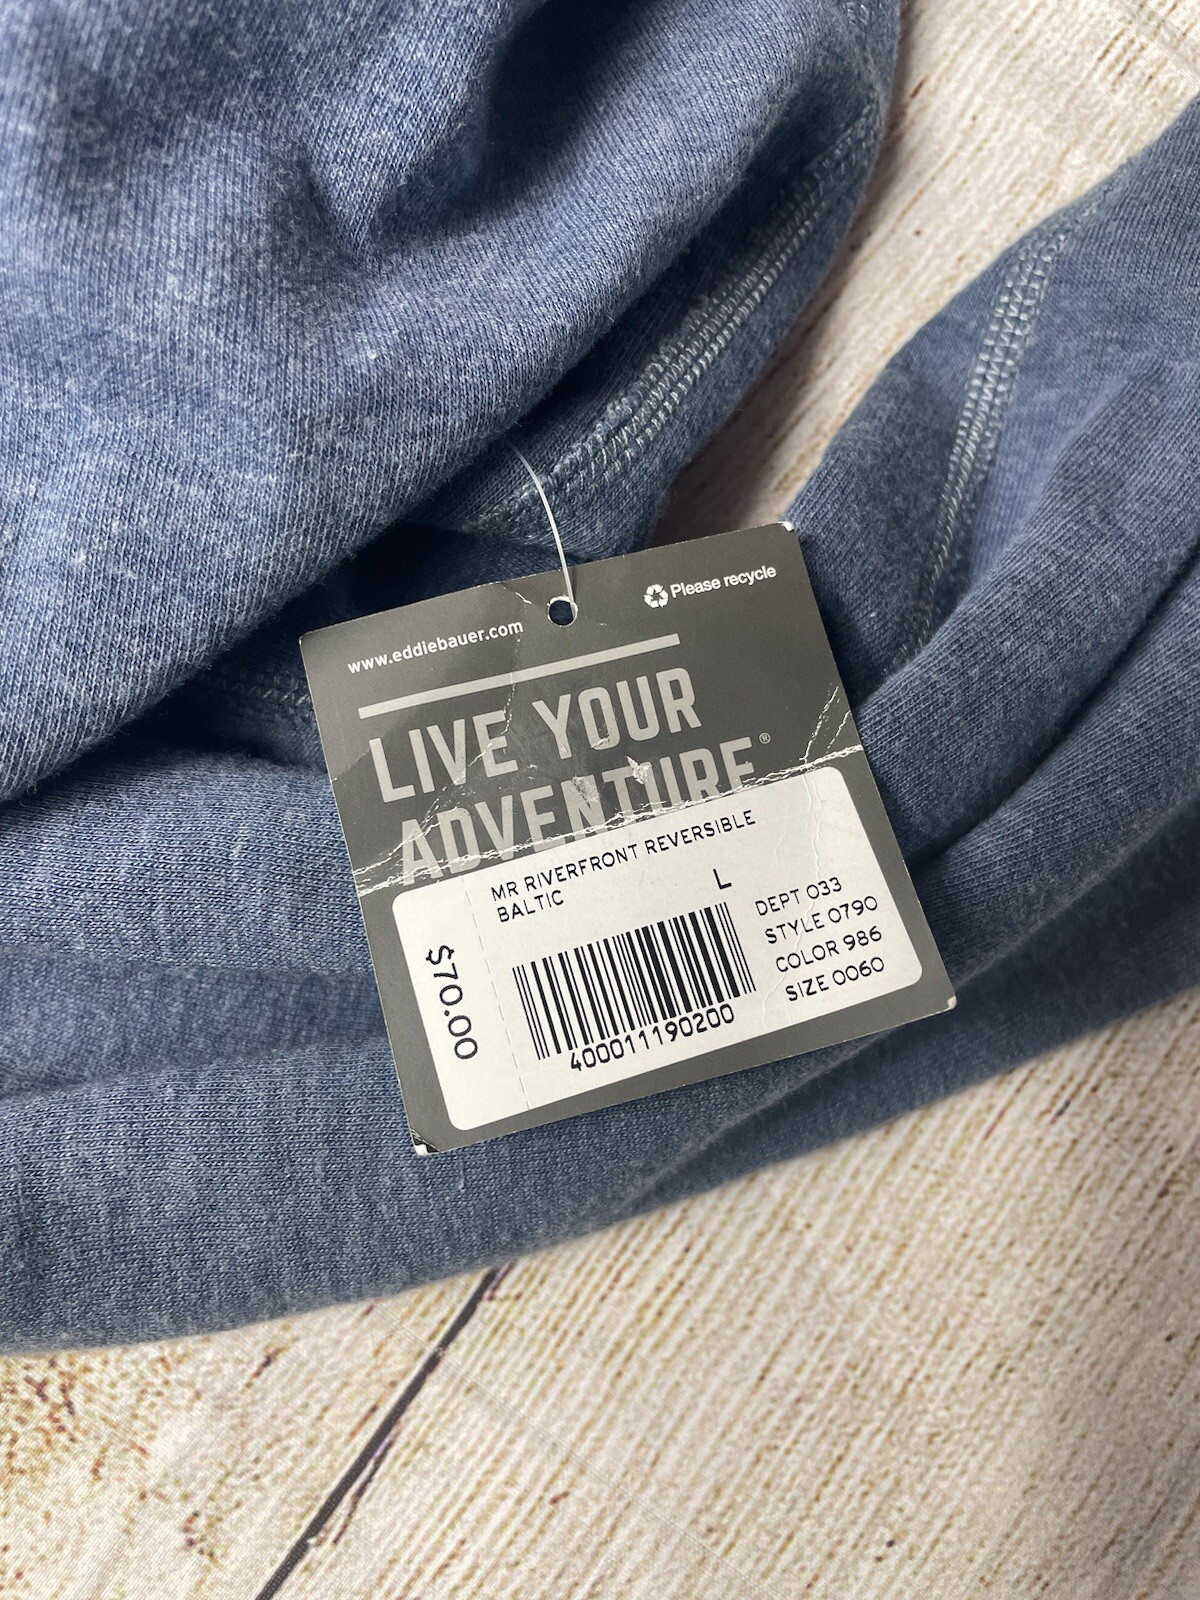 www.eddiebauer.com
Please recycle
LIVE YOUR
ADVENTURE®
MR RIVERFRONT REVERSIBLE
BALTIC
L
$70.00
400011190200
DEPT 033
STYLE 0790
COLOR 986
SIZE 0060